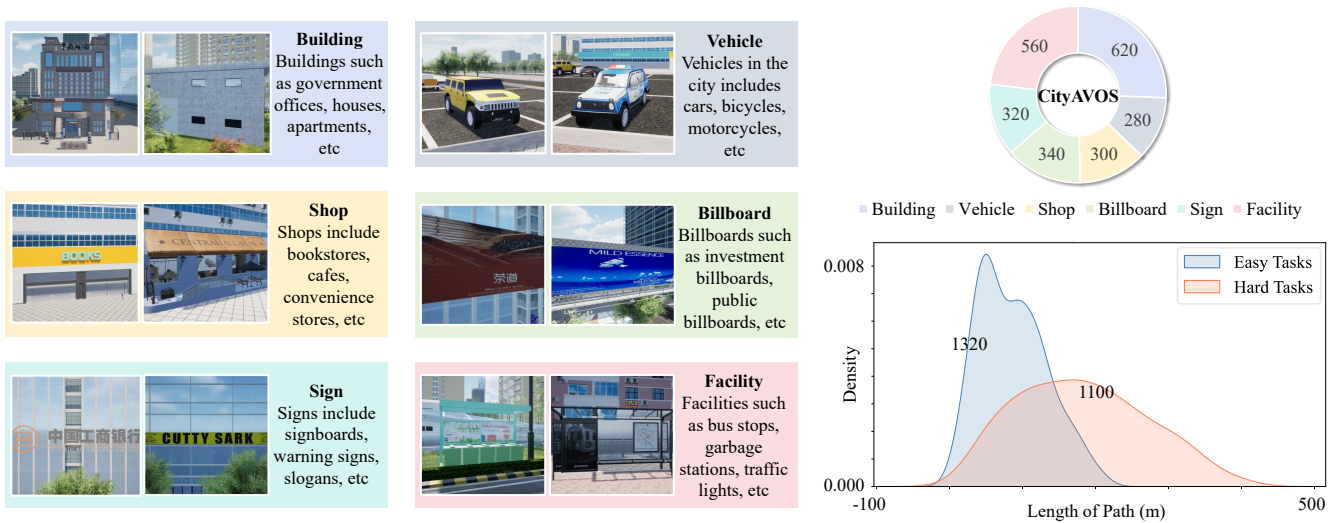 Building
Buildings such
as government
offices, houses,
apartments,
etc
Vehicle
Vehicles in the
city includes
cars, bicycles,
motorcycles,
etc
BOOKS
Shop
Shops include
bookstores,
cafes,
convenience
stores, etc
茶道
MILD ESSENCE
Billboard
Billboards such
as investment
billboards,
public
billboards, etc
中国工商银行
CUTTY SARK
Sign
Signs include
signboards,
warning signs,
slogans, etc
Facility
Facilities such
as bus stops,
garbage
stations, traffic
lights, etc
560
620
CityAVOS
320
280
340
300
Building
Vehicle
Shop
Billboard
Sign
Facility
0.008
Easy Tasks
Hard Tasks
1320
1100
Density
0.000
-100
500
Length of Path (m)